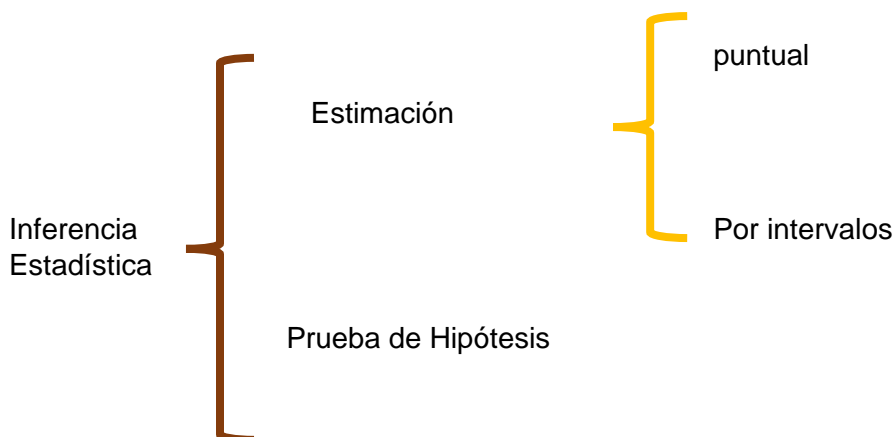 Inferencia
Estadística
Estimación
puntual
Por intervalos
Prueba de Hipótesis